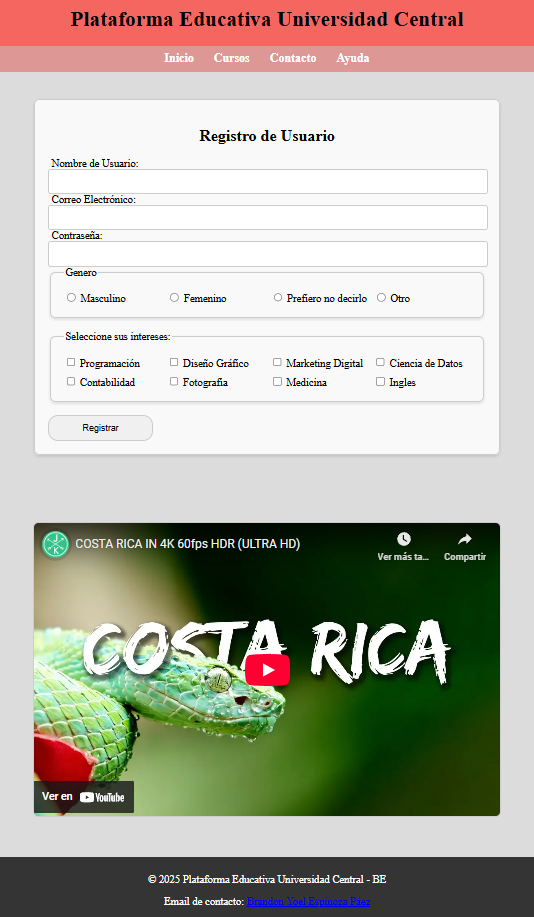 Plataforma Educativa Universidad Central
Inicio Cursos Contacto Ayuda
Registro de Usuario
Nombre de Usuario:
Correo Electrónico:
Contraseña:
Genero
Masculino Femenino Prefiero no decirlo Otro
Seleccione sus intereses:
Programación Diseño Gráfico Marketing Digital Ciencia de Datos
Contabilidad Fotografia Medicina Ingles
Registrar
JK
COSTA RICA IN 4K 60fps HDR (ULTRA HD)
Ver más ta... Compartir
COSTA RICA
Ver en YouTube
© 2025 Plataforma Educativa Universidad Central - BE
Email de contacto: Brandon Yoel Espinoza Páez